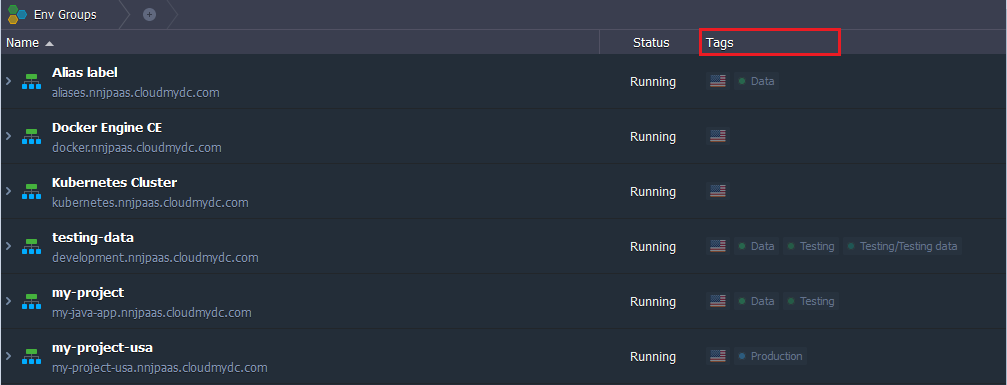 Env Groups
Name Status Tags
Alias label
aliases.nnjpaas.cloudmydc.com
Running Data
Docker Engine CE
docker.nnjpaas.cloudmydc.com
Running
Kubernetes Cluster
kubernetes.nnjpaas.cloudmydc.com
Running
testing-data
development.nnjpaas.cloudmydc.com
Running Data Testing Testing/Testing data
my-project
my-java-app.nnjpaas.cloudmydc.com
Running Data Testing
my-project-usa
my-project-usa.nnjpaas.cloudmydc.com
Running Production